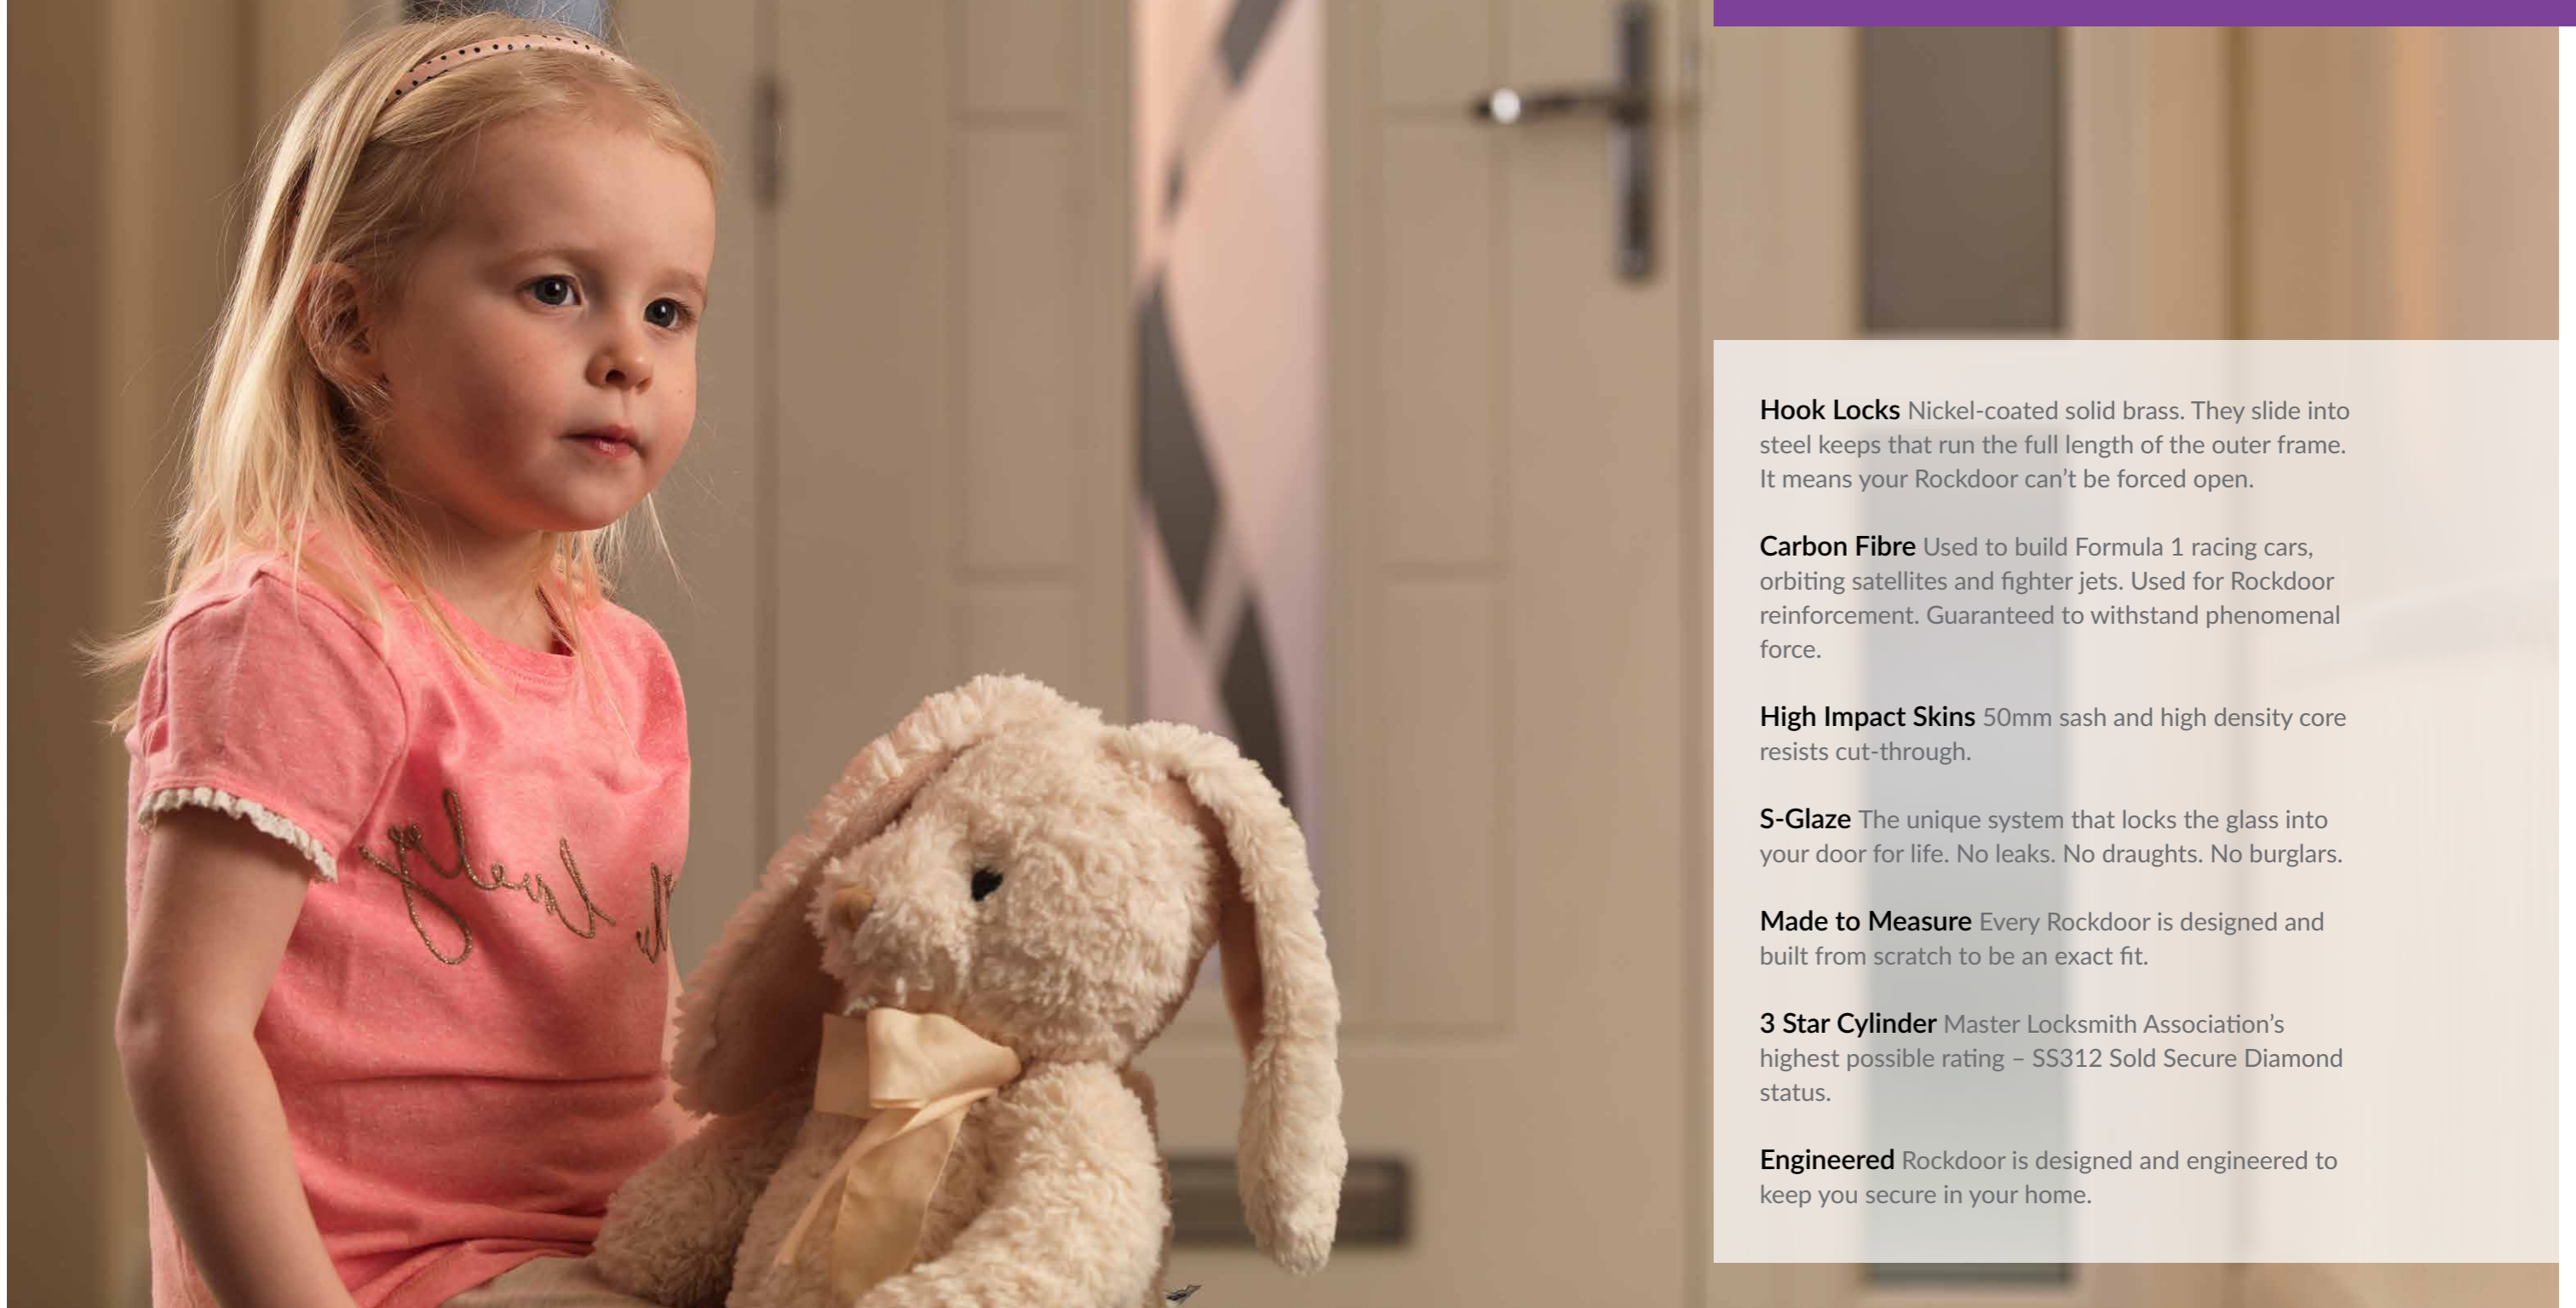 Hook Locks Nickel-coated solid brass. They slide into
steel keeps that run the full length of the outer frame.
It means your Rockdoor can’t be forced open.
Carbon Fibre Used to build Formula 1 racing cars,
orbiting satellites and fighter jets. Used for Rockdoor
reinforcement. Guaranteed to withstand phenomenal
force.
High Impact Skins 50mm sash and high density core
resists cut-through.
S-Glaze The unique system that locks the glass into
your door for life. No leaks. No draughts. No burglars.
Made to Measure Every Rockdoor is designed and
built from scratch to be an exact fit.
3 Star Cylinder Master Locksmith Association’s
highest possible rating – SS312 Sold Secure Diamond
status.
Engineered Rockdoor is designed and engineered to
keep you secure in your home.